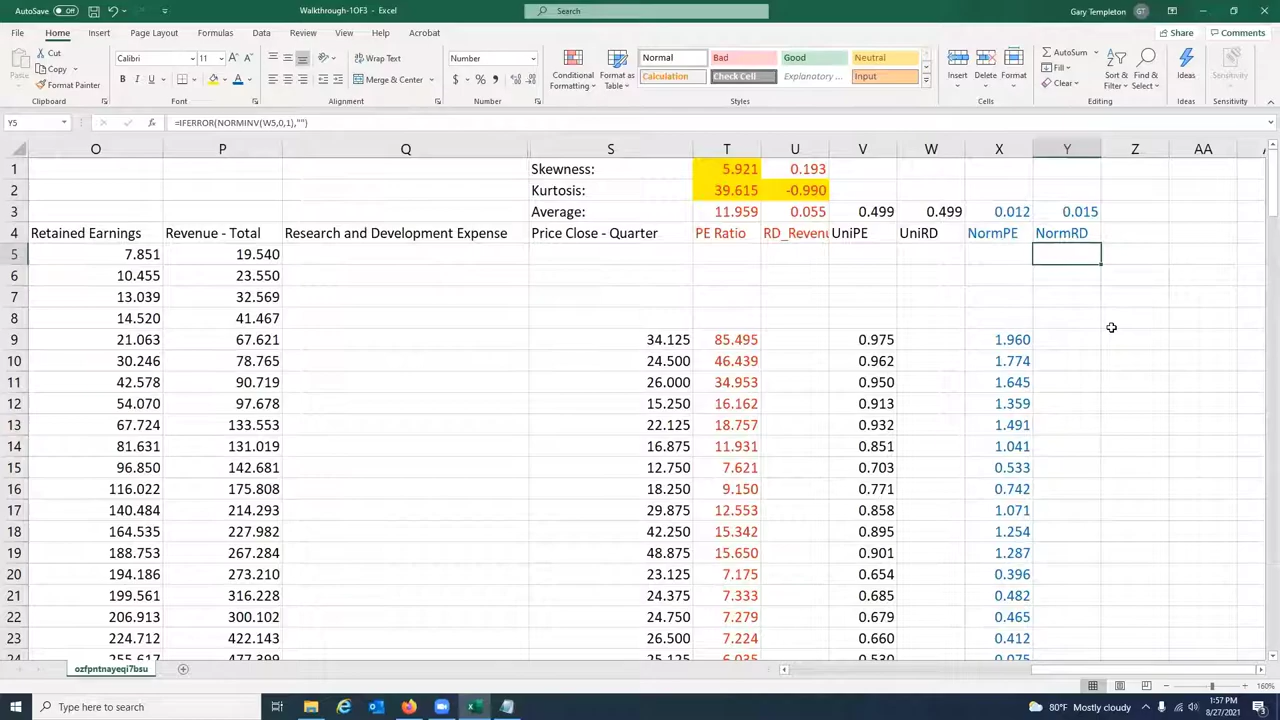 Walkthrough-1OF3 - Excel
Search
Gary Templeton
GT
File Home Insert Page Layout Formulas Data Review View Help Acrobat
Share Comments
Paste
Cut
Copy
Format Painter
Clipboard
Calibri 11
B I U
Font
Wrap Text
Merge & Center
Alignment
Number
$ % ,
Number
Conditional Formatting
Format as Table
Normal Bad Good Neutral
Calculation Check Cell Explanatory ... Input
Styles
Insert Delete Format
Cells
AutoSum
Fill
Clear
Sort & Filter
Find & Select
Editing
Ideas
Ideas
Sensitivity
Sensitivity
Y5 =IFERROR(NORMINV(W5,0,1),"")
O P Q S T U V W X Y Z AA
1 Skewness: 5.921 0.193
2 Kurtosis: 39.615 -0.990
3 Average: 11.959 0.055 0.499 0.499 0.012 0.015
4 Retained Earnings Revenue - Total Research and Development Expense Price Close - Quarter PE Ratio RD_Revenu UniPE UniRD NormPE NormRD
5 7.851 19.540
6 10.455 23.550
7 13.039 32.569
8 14.520 41.467
9 21.063 67.621 34.125 85.495 0.975 1.960
10 30.246 78.765 24.500 46.439 0.962 1.774
11 42.578 90.719 26.000 34.953 0.950 1.645
12 54.070 97.678 15.250 16.162 0.913 1.359
13 67.724 133.553 22.125 18.757 0.932 1.491
14 81.631 131.019 16.875 11.931 0.851 1.041
15 96.850 142.681 12.750 7.621 0.703 0.533
16 116.022 175.808 18.250 9.150 0.771 0.742
17 140.484 214.293 29.875 12.553 0.858 1.071
18 164.535 227.982 42.250 15.342 0.895 1.254
19 188.753 267.284 48.875 15.650 0.901 1.287
20 194.186 273.210 23.125 7.175 0.654 0.396
21 199.561 316.228 24.375 7.333 0.685 0.482
22 206.913 300.102 24.750 7.279 0.679 0.465
23 224.712 422.143 26.500 7.224 0.660 0.412
24 255.617 477.399 25.125 6.035 0.530 0.075
ozfpntnayeqi7bsu
160%
Type here to search
80°F Mostly cloudy
1:57 PM
8/27/2021